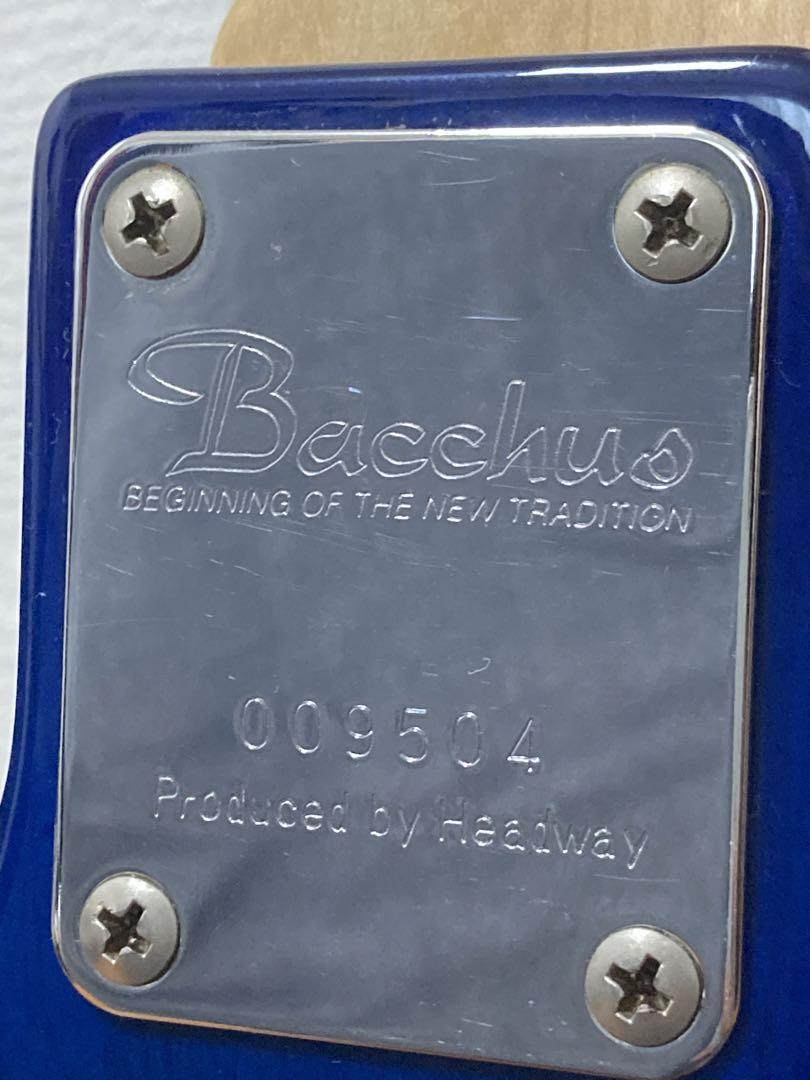 Bacchus
BEGINNING OF THE NEW TRADITION
009504
Produced by Headway